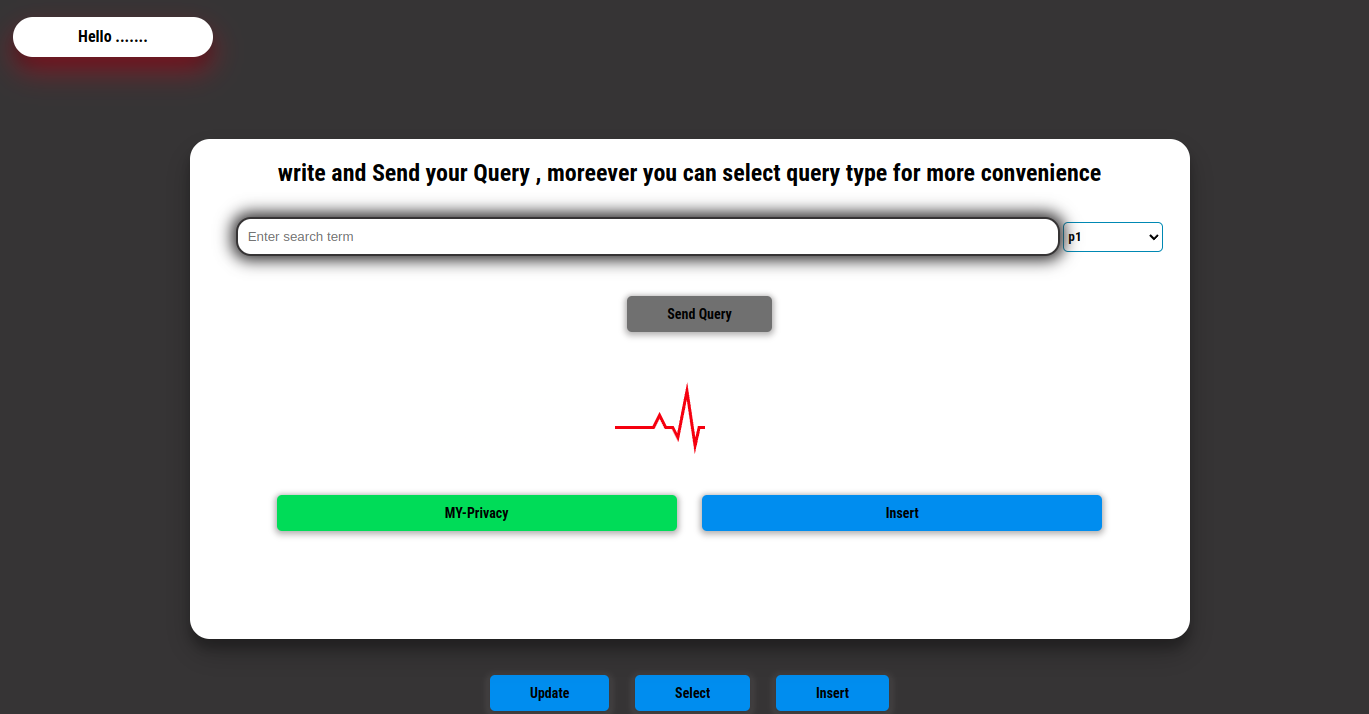 Hello .......
write and Send your Query , moreever you can select query type for more convenience
Enter search term
p1
Send Query
MY-Privacy
Insert
Update
Select
Insert